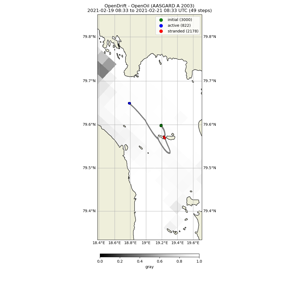 OpenDrift - OpenOil (AASGARD A 2003)
2021-02-19 08:33 to 2021-02-21 08:33 UTC (49 steps)
initial (3000)
active (822)
stranded (2178)
79.8°N 79.8°N
79.7°N 79.7°N
79.6°N 79.6°N
79.5°N 79.5°N
79.4°N 79.4°N
18.4°E 18.6°E 18.8°E 19°E 19.2°E 19.4°E 19.6°E
0.0 0.2 0.4 0.6 0.8 1.0
gray